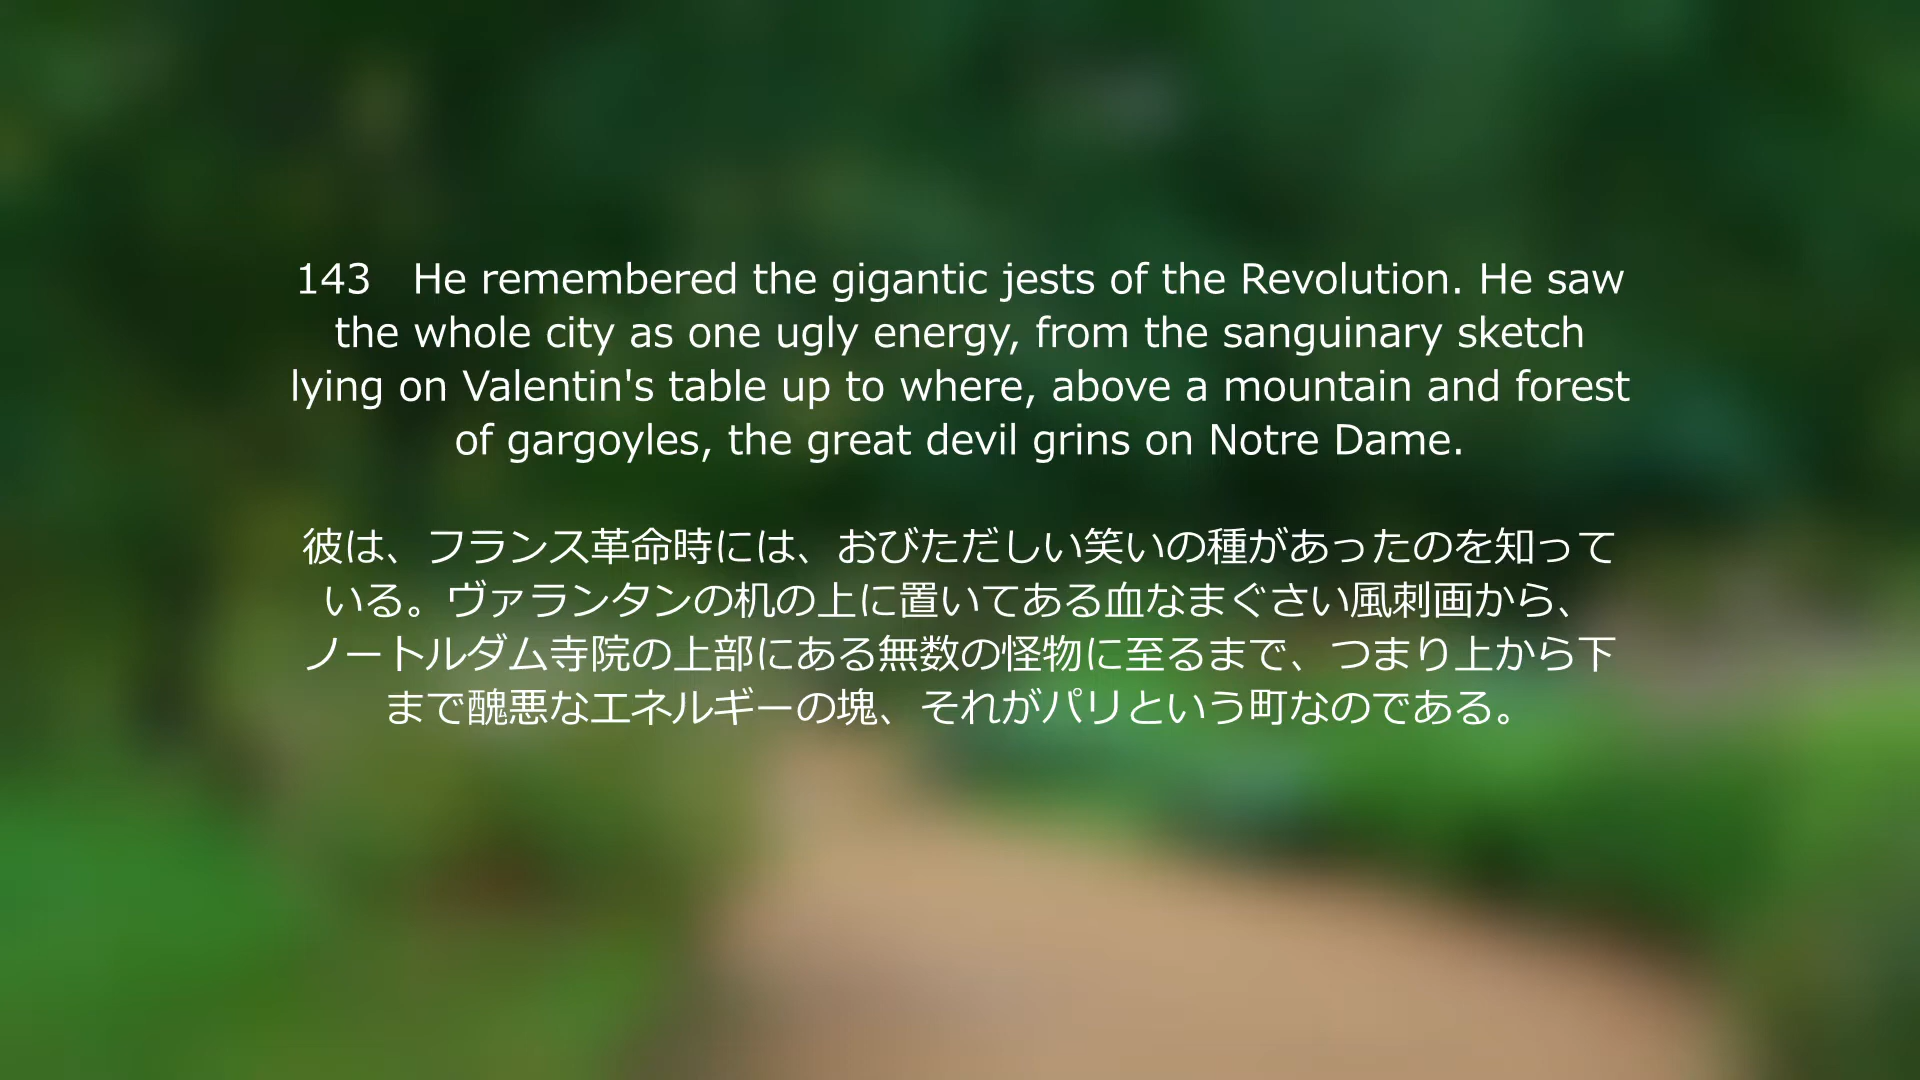 143　He remembered the gigantic jests of the Revolution. He saw
the whole city as one ugly energy, from the sanguinary sketch
lying on Valentin's table up to where, above a mountain and forest
of gargoyles, the great devil grins on Notre Dame.
彼は、フランス革命時には、おびただしい笑いの種があったのを知って
いる。ヴァランタンの机の上に置いてある血なまぐさい風刺画から、
ノートルダム寺院の上部にある無数の怪物に至るまで、つまり上から下
まで醜悪なエネルギーの塊、それがパリという町なのである。